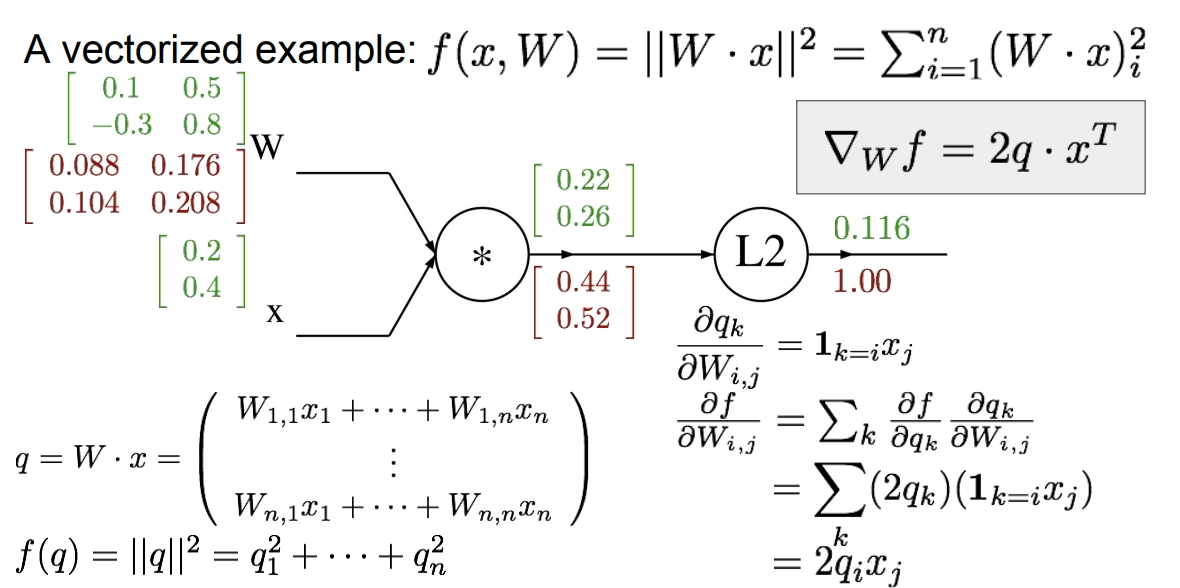 A vectorized example: f(x, W) = ||W · x||² = ∑ⁿᵢ₌₁(W · x)ᵢ²
[0.1 0.5
−0.3 0.8]
W
[0.088 0.176
0.104 0.208]
[0.2
0.4]
x
*
[0.22
0.26]
[0.44
0.52]
L2
0.116
1.00
∇_W f = 2q · x^T
∂q_k/∂W_{i,j} = 1_{k=i}x_j
∂f/∂W_{i,j} = ∑_k ∂f/∂q_k ∂q_k/∂W_{i,j}
= ∑_k (2q_k)(1_{k=i}x_j)
= 2q_i x_j
q = W · x = ( W_{1,1}x_1 + ··· + W_{1,n}x_n
⋮
W_{n,1}x_1 + ··· + W_{n,n}x_n )
f(q) = ||q||² = q_1² + ··· + q_n²